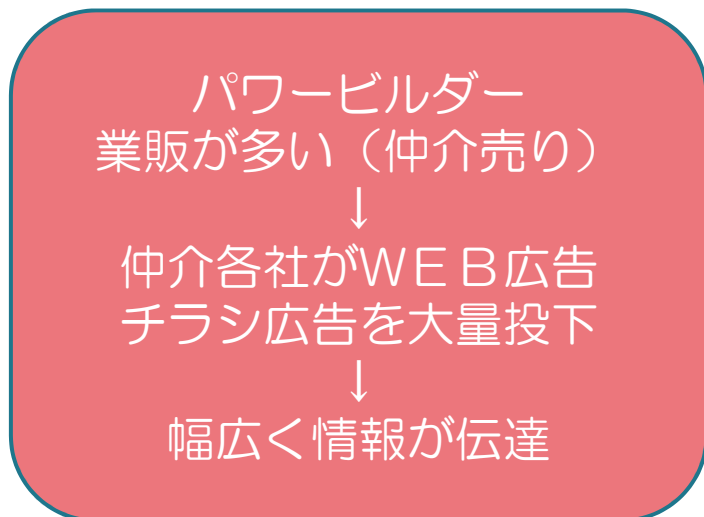 パワービルダー
業販が多い（仲介売り）
↓
仲介各社がＷＥＢ広告
チラシ広告を大量投下
↓
幅広く情報が伝達